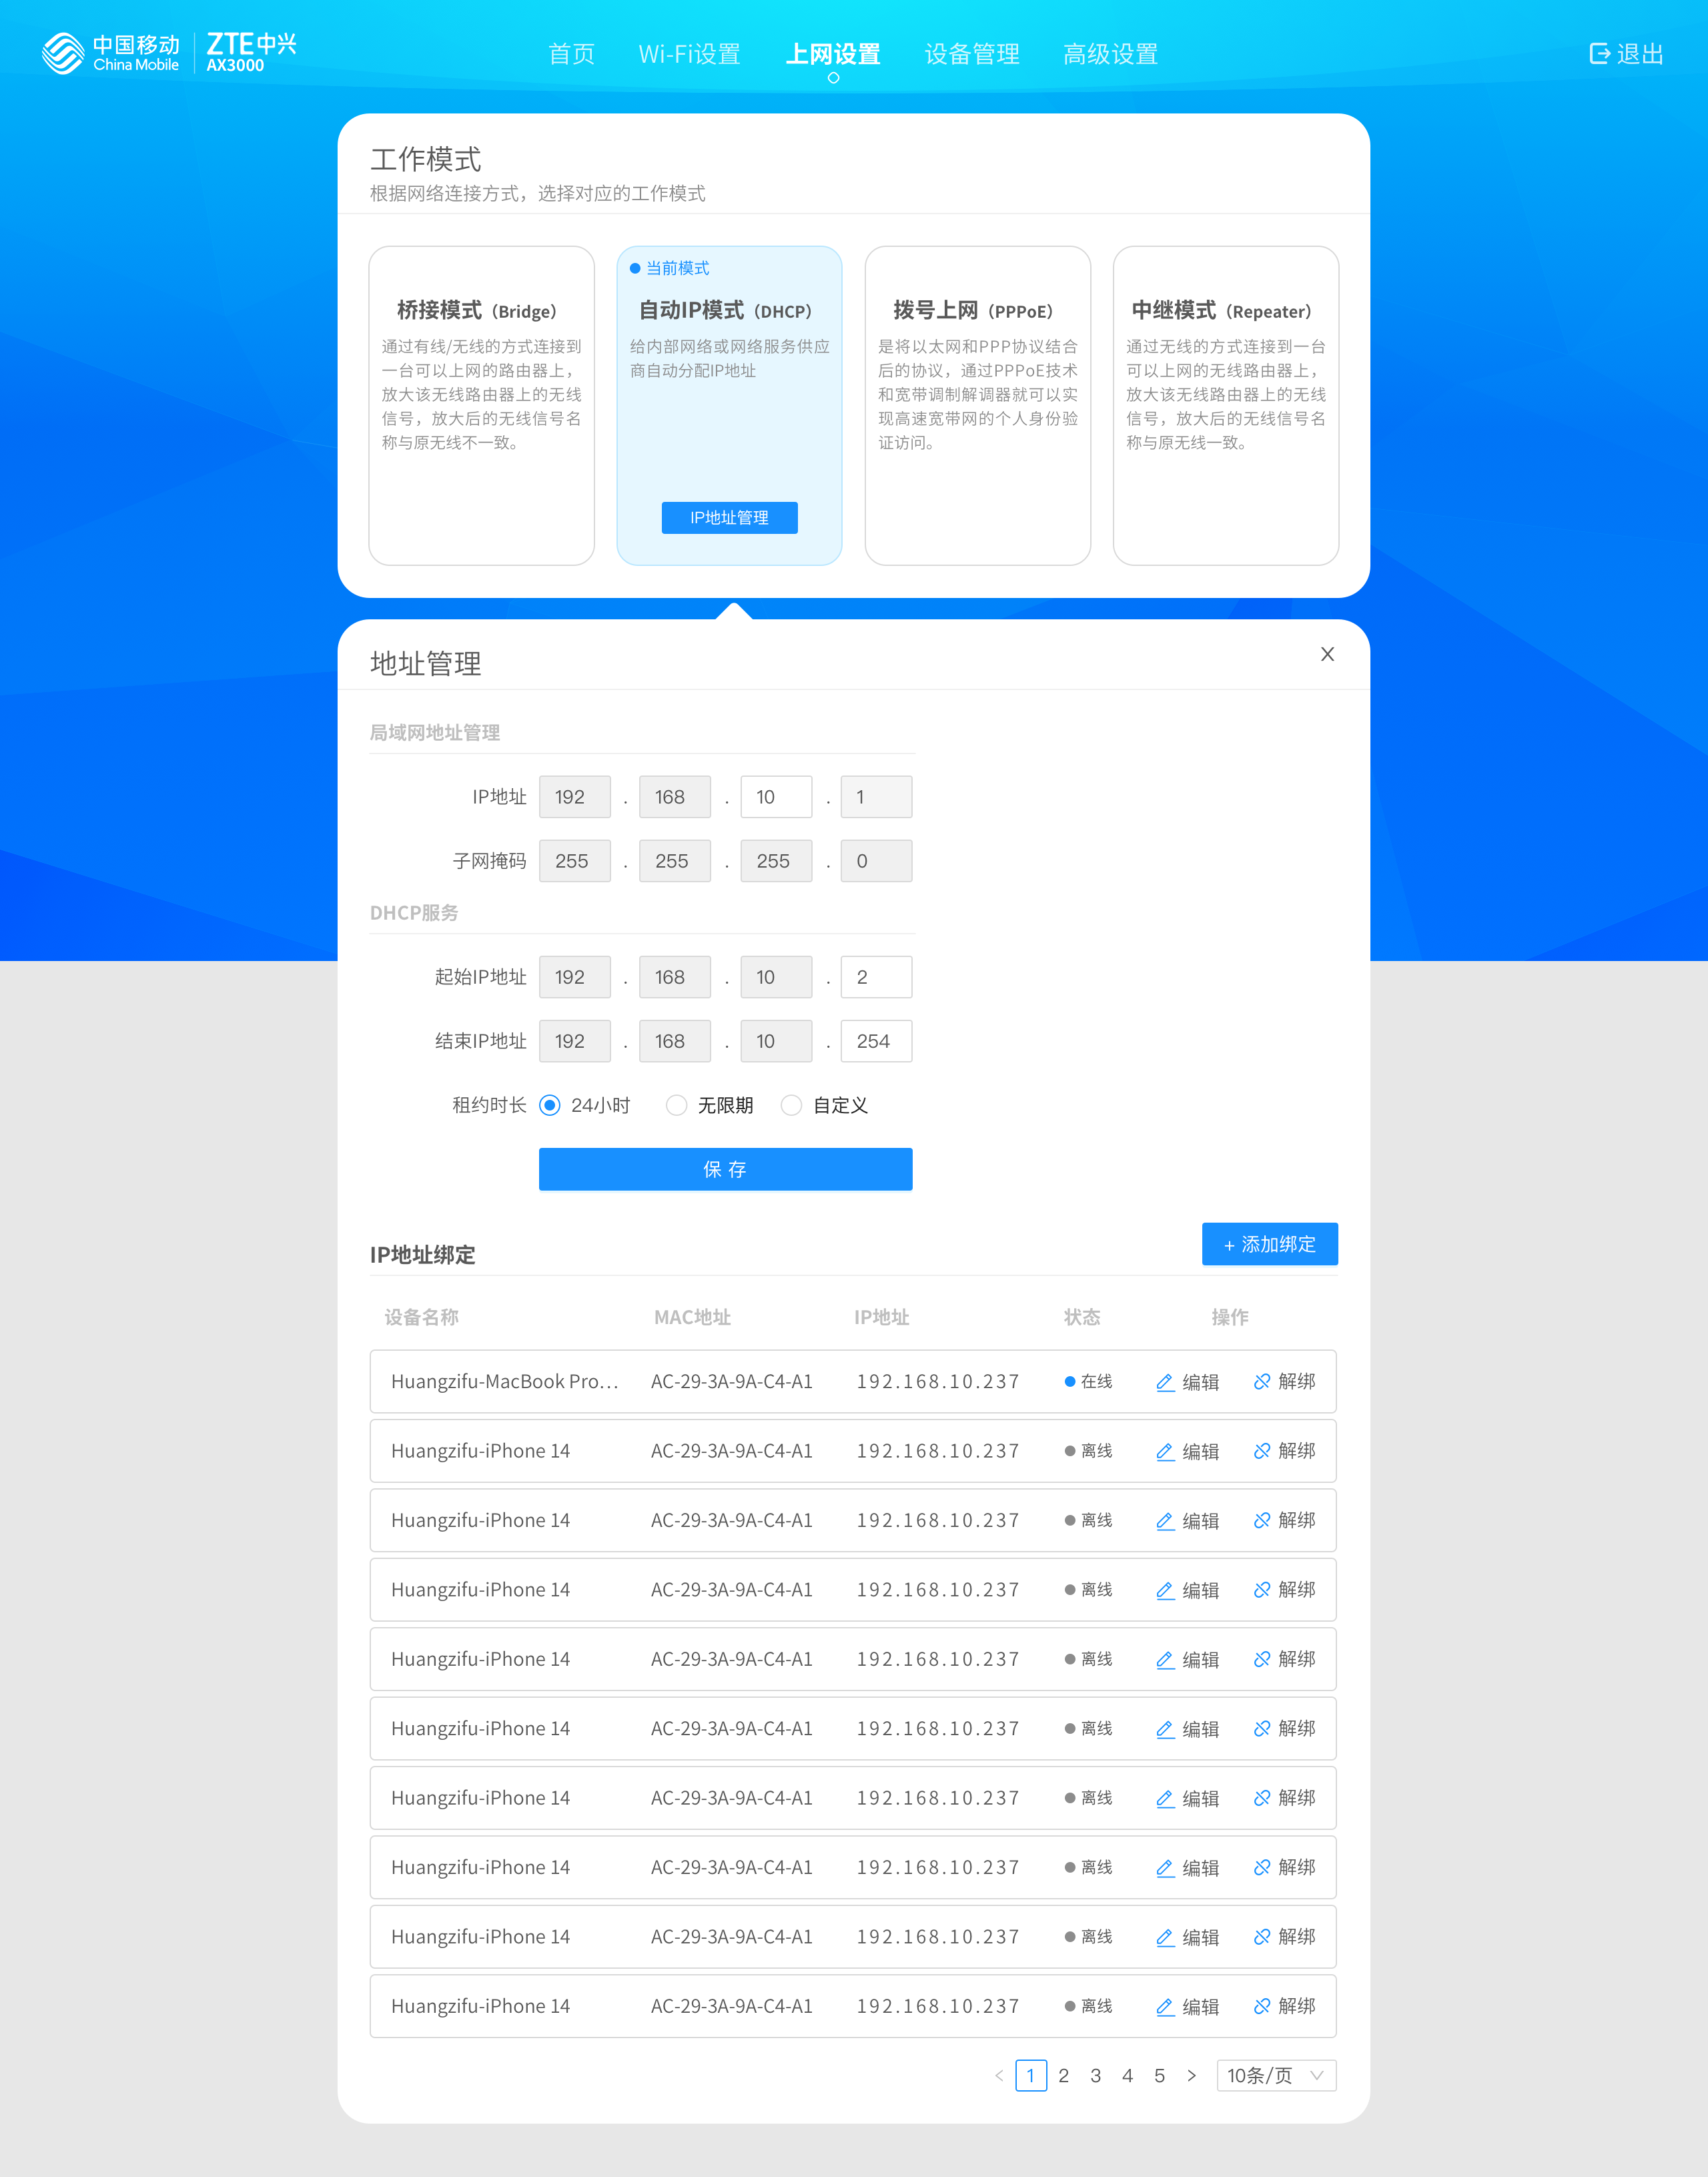 中国移动
China Mobile
ZTE中兴
AX3000
首页
Wi-Fi设置
上网设置
设备管理
高级设置
退出
工作模式
根据网络连接方式，选择对应的工作模式
桥接模式（Bridge）
通过有线/无线的方式连接到
一台可以上网的路由器上，
放大该无线路由器上的无线
信号，放大后的无线信号名
称与原无线不一致。
当前模式
自动IP模式（DHCP）
给内部网络或网络服务供应
商自动分配IP地址
IP地址管理
拨号上网（PPPoE）
是将以太网和PPP协议结合
后的协议，通过PPPoE技术
和宽带调制解调器就可以实
现高速宽带网的个人身份验
证访问。
中继模式（Repeater）
通过无线的方式连接到一台
可以上网的无线路由器上，
放大该无线路由器上的无线
信号，放大后的无线信号名
称与原无线一致。
地址管理
X
局域网地址管理
IP地址 192 . 168 . 10 . 1
子网掩码 255 . 255 . 255 . 0
DHCP服务
起始IP地址 192 . 168 . 10 . 2
结束IP地址 192 . 168 . 10 . 254
租约时长 24小时 无限期 自定义
保 存
IP地址绑定
+ 添加绑定
设备名称 MAC地址 IP地址 状态 操作
Huangzifu-MacBook Pro... AC-29-3A-9A-C4-A1 192.168.10.237 在线 编辑 解绑
Huangzifu-iPhone 14 AC-29-3A-9A-C4-A1 192.168.10.237 离线 编辑 解绑
Huangzifu-iPhone 14 AC-29-3A-9A-C4-A1 192.168.10.237 离线 编辑 解绑
Huangzifu-iPhone 14 AC-29-3A-9A-C4-A1 192.168.10.237 离线 编辑 解绑
Huangzifu-iPhone 14 AC-29-3A-9A-C4-A1 192.168.10.237 离线 编辑 解绑
Huangzifu-iPhone 14 AC-29-3A-9A-C4-A1 192.168.10.237 离线 编辑 解绑
Huangzifu-iPhone 14 AC-29-3A-9A-C4-A1 192.168.10.237 离线 编辑 解绑
Huangzifu-iPhone 14 AC-29-3A-9A-C4-A1 192.168.10.237 离线 编辑 解绑
Huangzifu-iPhone 14 AC-29-3A-9A-C4-A1 192.168.10.237 离线 编辑 解绑
Huangzifu-iPhone 14 AC-29-3A-9A-C4-A1 192.168.10.237 离线 编辑 解绑
< 1 2 3 4 5 > 10条/页